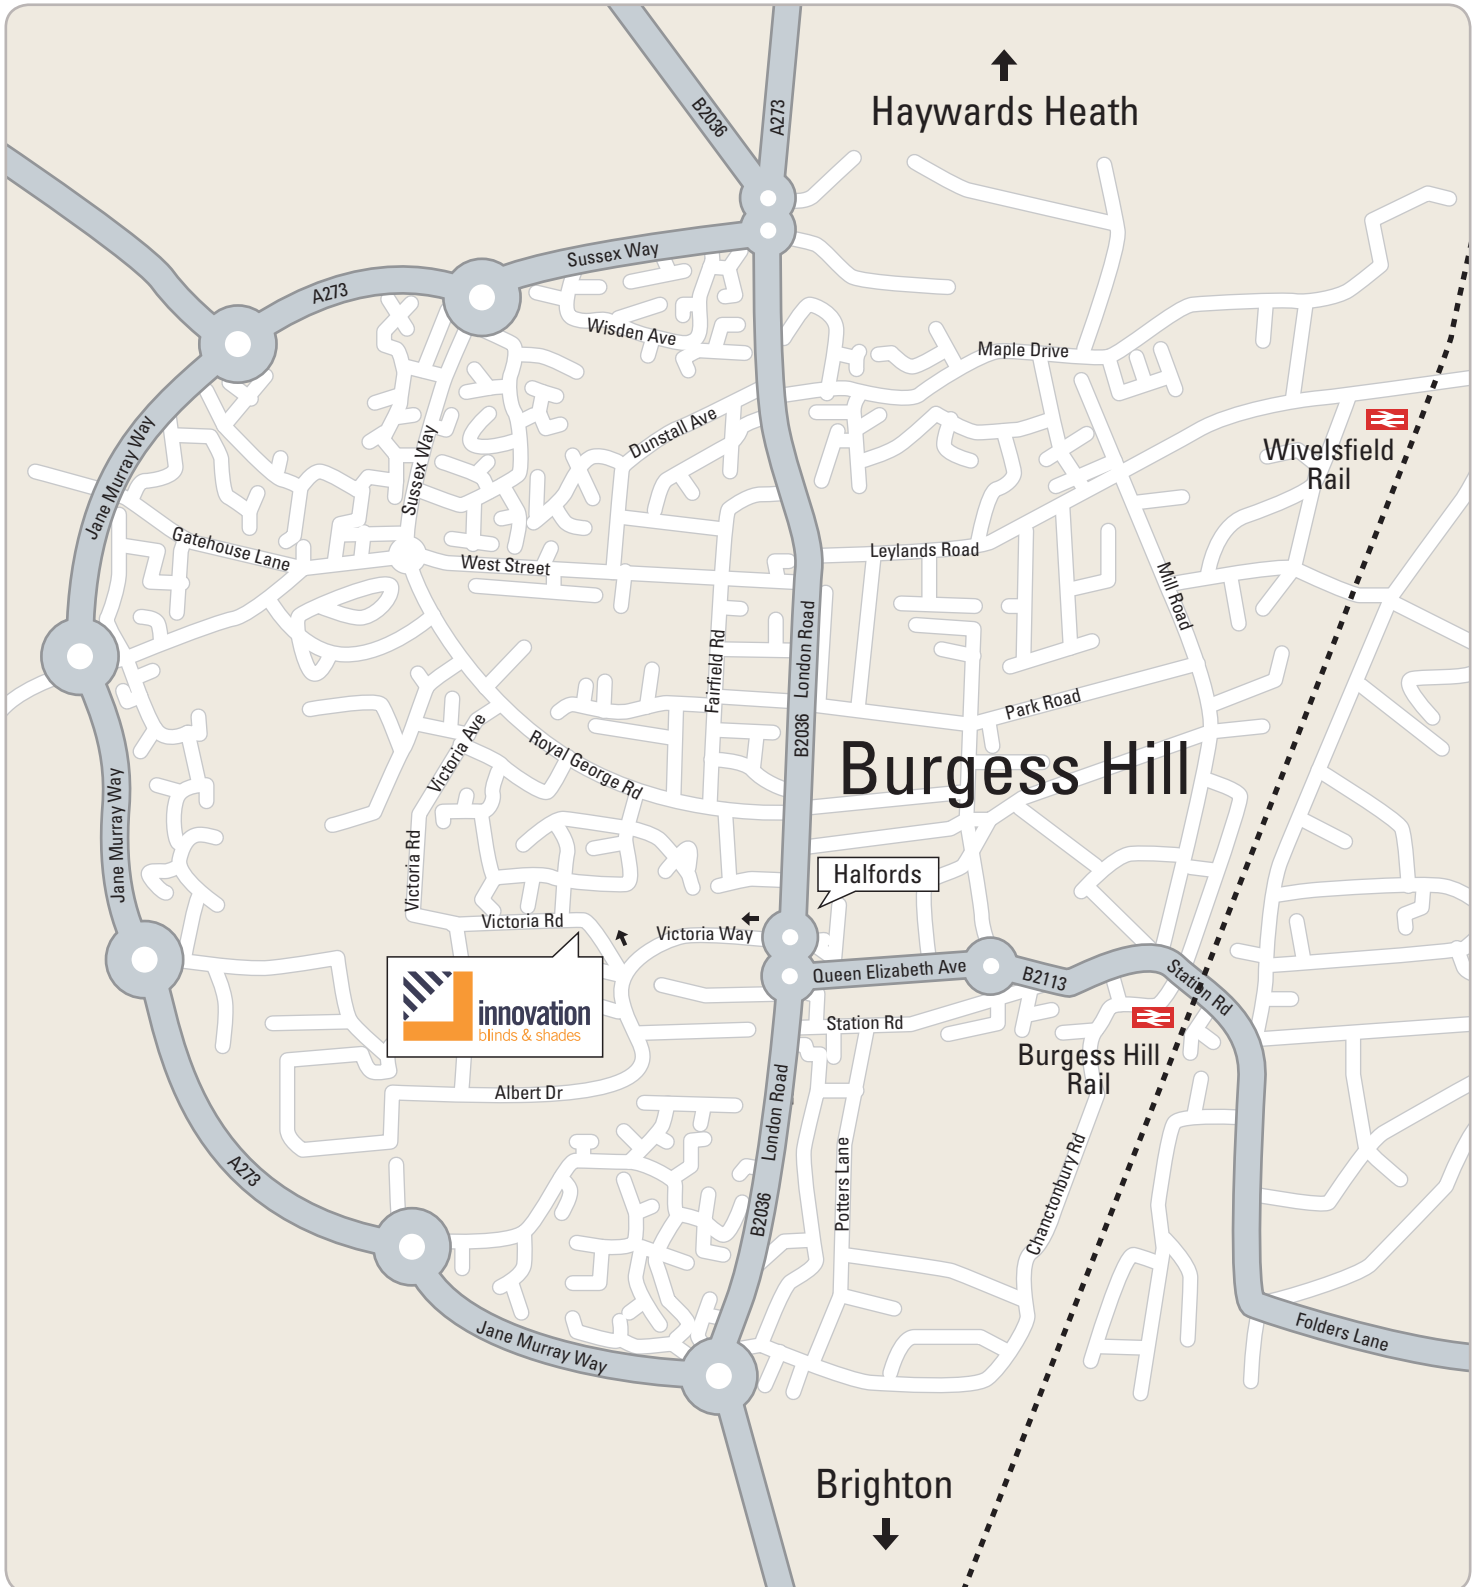 B2036
A273
Haywards Heath
Sussex Way
A273
Wisden Ave
Maple Drive
Dunstall Ave
Wivelsfield
Rail
Sussex Way
Jane Murray Way
Gatehouse Lane
West Street
Leylands Road
Mill Road
London Road
Fairfield Rd
Park Road
B2036
Victoria Ave
Royal George Rd
Burgess Hill
Jane Murray Way
Victoria Rd
Halfords
Victoria Rd
Victoria Way
Queen Elizabeth Ave
B2113
Station Rd
innovation
blinds & shades
Station Rd
Burgess Hill
Rail
Albert Dr
London Road
Potters Lane
Chanctonbury Rd
A273
B2036
Jane Murray Way
Folders Lane
Brighton